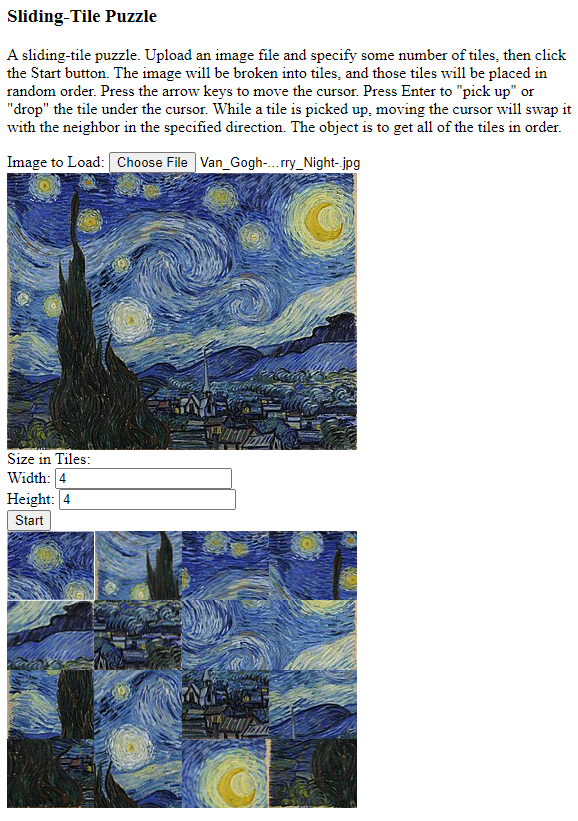 Sliding-Tile Puzzle
A sliding-tile puzzle. Upload an image file and specify some number of tiles, then click
the Start button. The image will be broken into tiles, and those tiles will be placed in
random order. Press the arrow keys to move the cursor. Press Enter to "pick up" or
"drop" the tile under the cursor. While a tile is picked up, moving the cursor will swap it
with the neighbor in the specified direction. The object is to get all of the tiles in order.
Image to Load: Choose File Van_Gogh-...rry_Night-.jpg
Size in Tiles:
Width: 4
Height: 4
Start